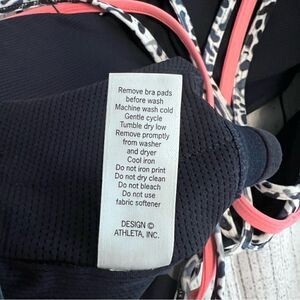 Remove bra pads
before wash
Machine wash cold
Gentle cycle
Tumble dry low
Remove promptly
from washer
and dryer
Cool iron
Do not iron print
Do not dry clean
Do not bleach
Do not use
fabric softener
DESIGN ©
ATHLETA, INC.